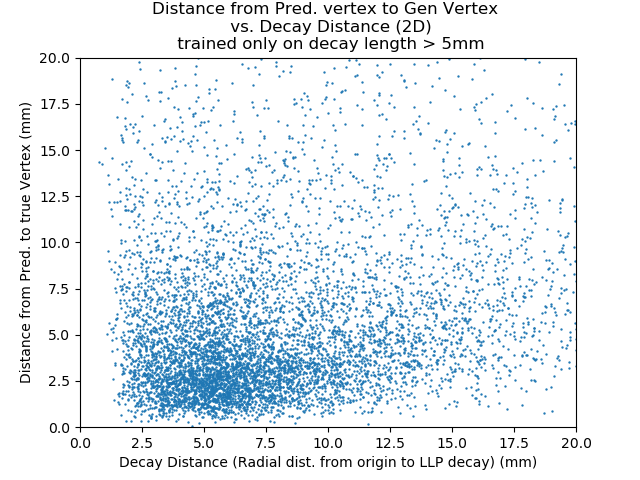 Distance from Pred. vertex to Gen Vertex
vs. Decay Distance (2D)
trained only on decay length > 5mm
Distance from Pred. to true Vertex (mm)
20.0
17.5
15.0
12.5
10.0
7.5
5.0
2.5
0.0
0.0 2.5 5.0 7.5 10.0 12.5 15.0 17.5 20.0
Decay Distance (Radial dist. from origin to LLP decay) (mm)